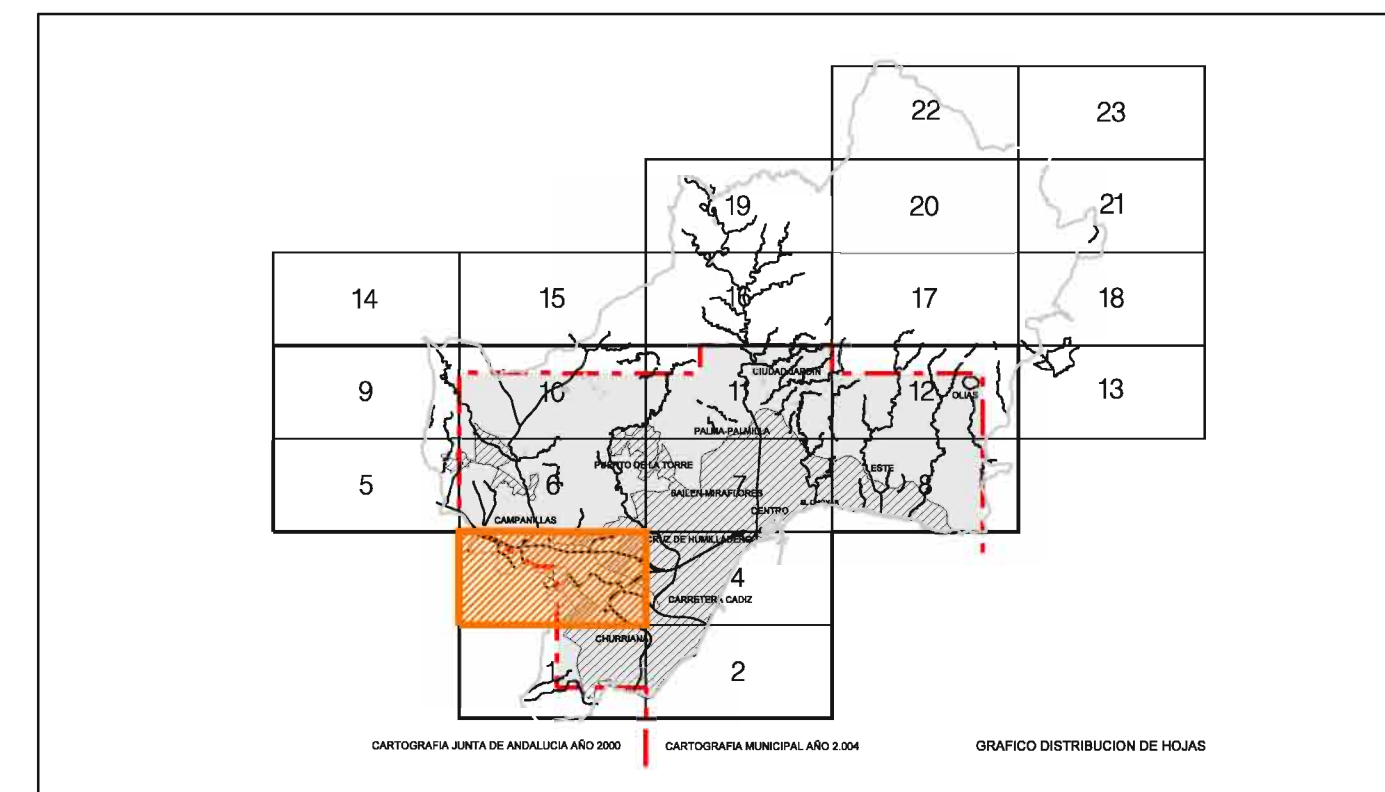 22
23
19
20
21
14
15
16
17
18
CIUDAD JARDIN
9
10
11
12
OLIAS
13
PALMA-PALMILLA
PUERTO DE LA TORRE
ESTE
5
6
7
8
BAILEN-MIRAFLORES
CENTRO
CAMPANILLAS
CRUZ DE HUMILLADERO
4
CARRETERA CADIZ
CHURRIANA
1
2
CARTOGRAFIA JUNTA DE ANDALUCIA AÑO 2000
CARTOGRAFIA MUNICIPAL AÑO 2.004
GRAFICO DISTRIBUCION DE HOJAS